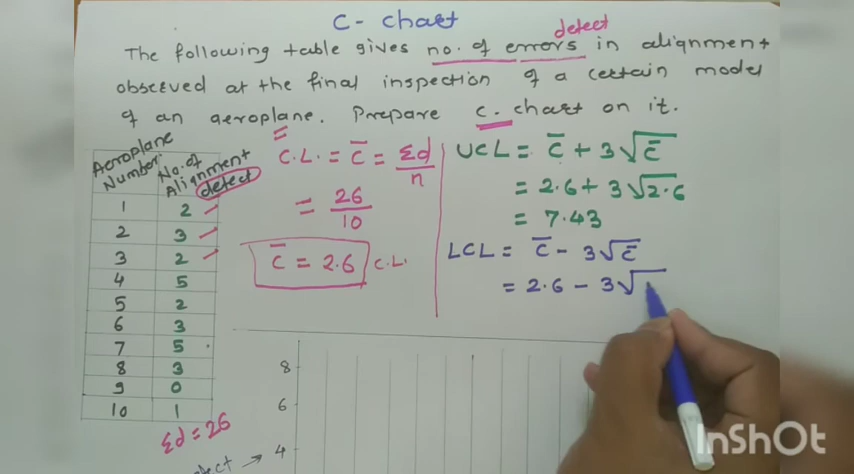 C - chart
defect
The following table gives no. of errors in alignment
observed at the final inspection of a certain model
of an aeroplane. Prepare C. chart on it.
Aeroplane Number.
No. of Alignment defect
1 2
2 3
3 2
4 5
5 2
6 3
7 5
8 3
9 0
10 1
Σd = 26
C.L. = c̄ = Σd/n
= 26/10
c̄ = 2.6 C.L.
UCL = c̄ + 3√c̄
= 2.6 + 3√2.6
= 7.43
LCL = c̄ - 3√c̄
= 2.6 - 3√
8
6
4
InShOt